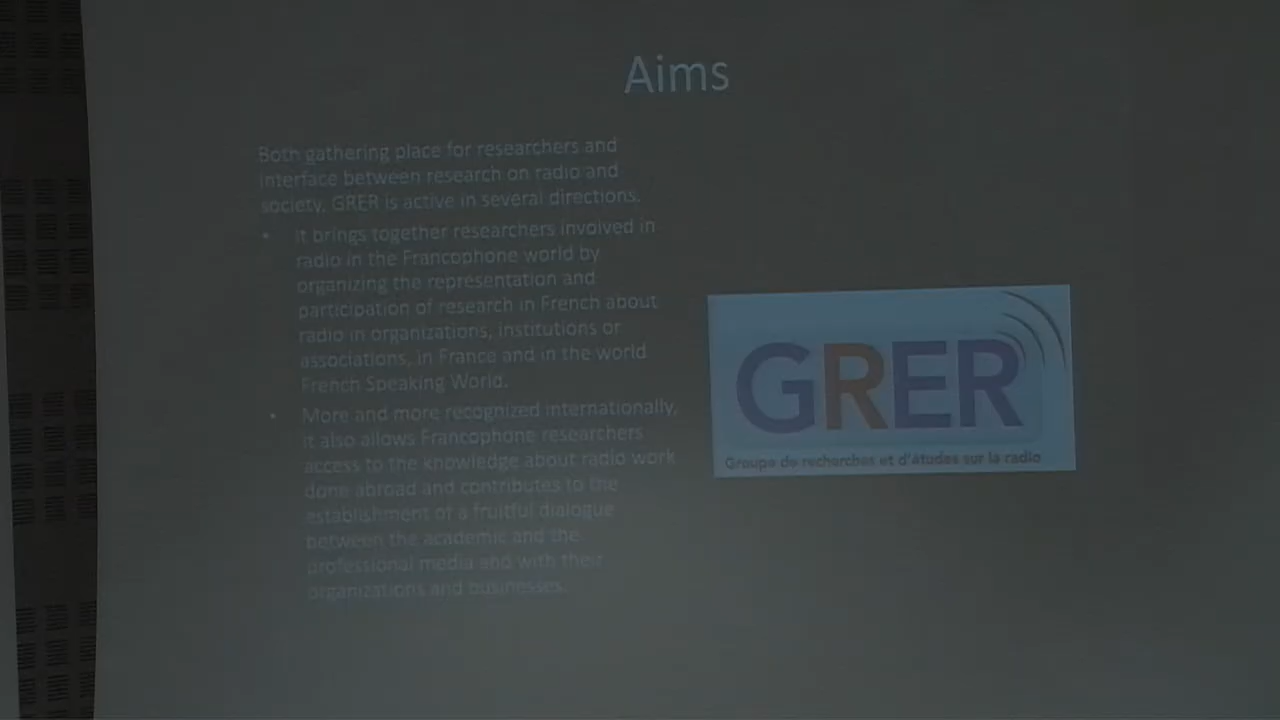 Aims
Both gathering place for researchers and
interface between research on radio and
society, GRER is active in several directions.
• It brings together researchers involved in
radio in the Francophone world by
organizing the representation and
participation of research in French about
radio in organizations, institutions or
associations, in France and in the world
French Speaking World.
• More and more recognized internationally,
it also allows Francophone researchers
access to the knowledge about radio work
done abroad and contributes to the
establishment of a fruitful dialogue
between the academic and the
professional media and with their
organizations and businesses.
GRER
Groupe de recherches et d'études sur la radio